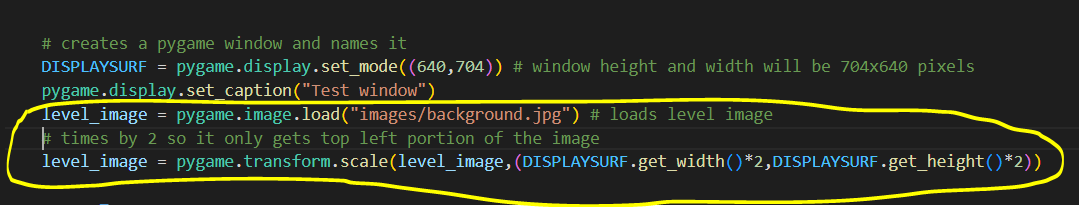 # creates a pygame window and names it
DISPLAYSURF = pygame.display.set_mode((640,704)) # window height and width will be 704x640 pixels
pygame.display.set_caption("Test window")
level_image = pygame.image.load("images/background.jpg") # loads level image
# times by 2 so it only gets top left portion of the image
level_image = pygame.transform.scale(level_image,(DISPLAYSURF.get_width()*2,DISPLAYSURF.get_height()*2))